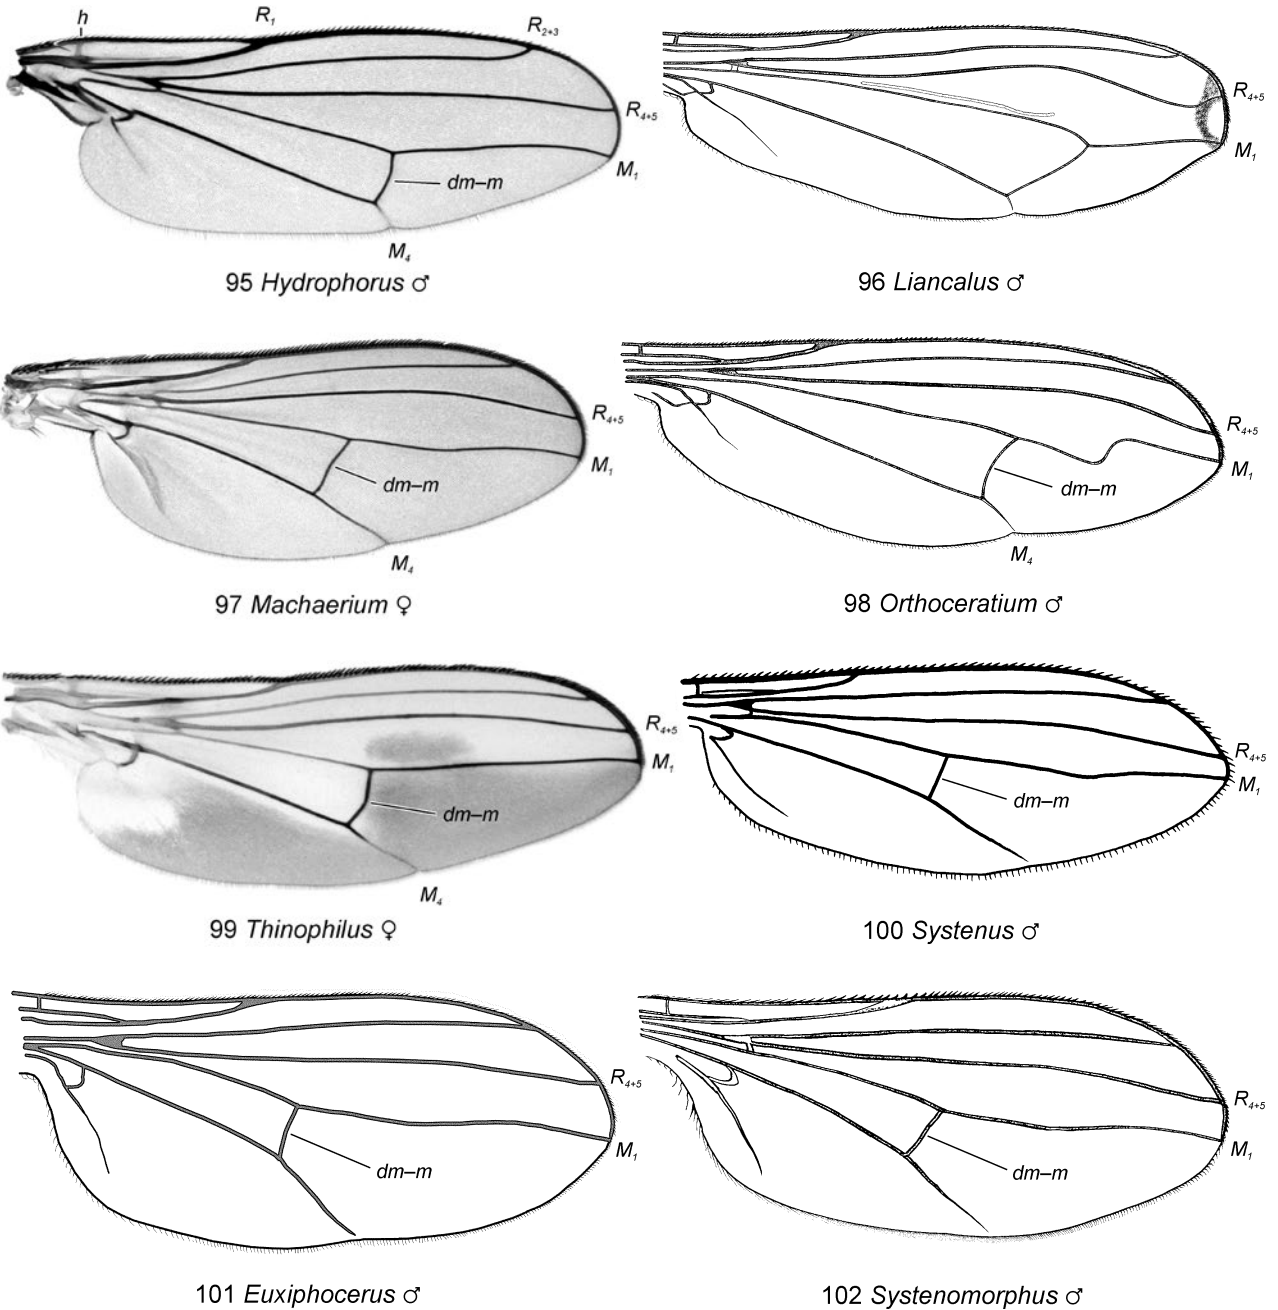 h
R1
R2+3
R4+5
M1
dm–m
M4
95 Hydrophorus ♂
R4+5
M1
96 Liancalus ♂
R4+5
M1
dm–m
M4
97 Machaerium ♀
R4+5
M1
dm–m
M4
98 Orthoceratium ♂
R4+5
M1
dm–m
M4
99 Thinophilus ♀
R4+5
M1
dm–m
100 Systenus ♂
R4+5
M1
dm–m
101 Euxiphocerus ♂
R4+5
M1
dm–m
102 Systenomorphus ♂